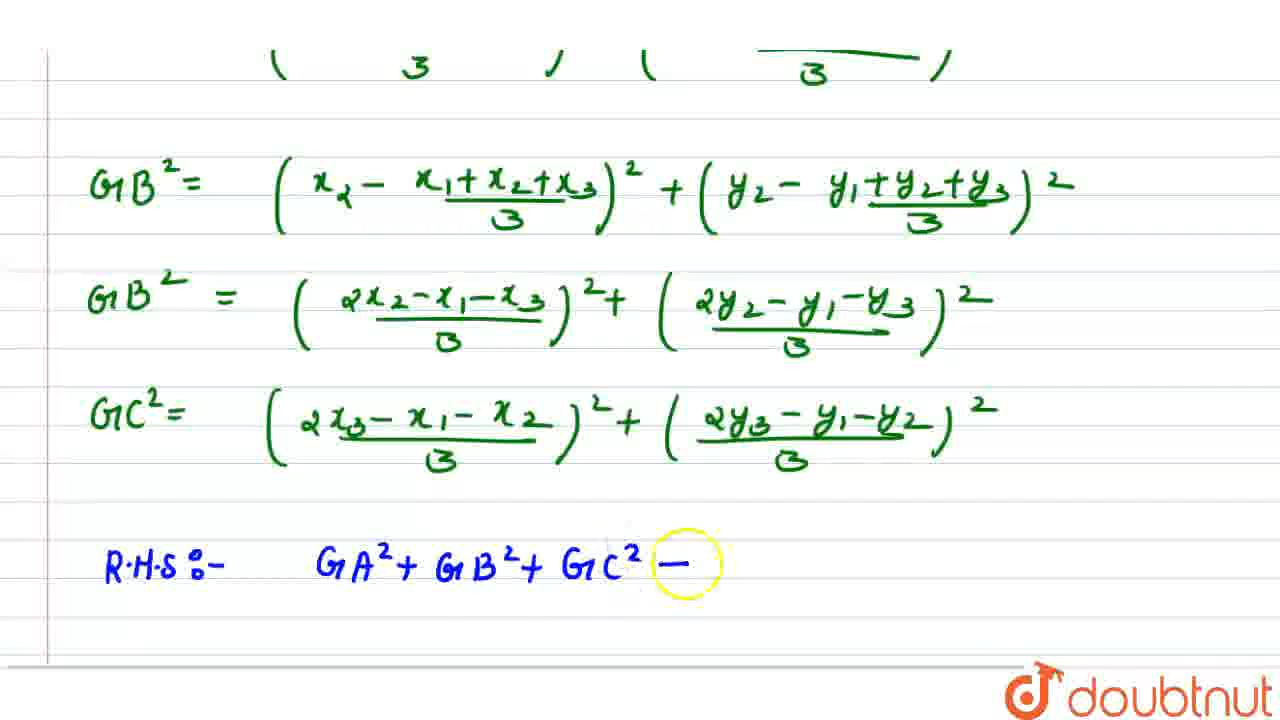 ( 3 ) ( 3 )
GB² = (x₂ − (x₁+x₂+x₃)/3)² + (y₂ − (y₁+y₂+y₃)/3)²
GB² = ((2x₂−x₁−x₃)/3)² + ((2y₂−y₁−y₃)/3)²
GC² = ((2x₃−x₁−x₂)/3)² + ((2y₃−y₁−y₂)/3)²
R.H.S :- GA² + GB² + GC² −
doubtnut